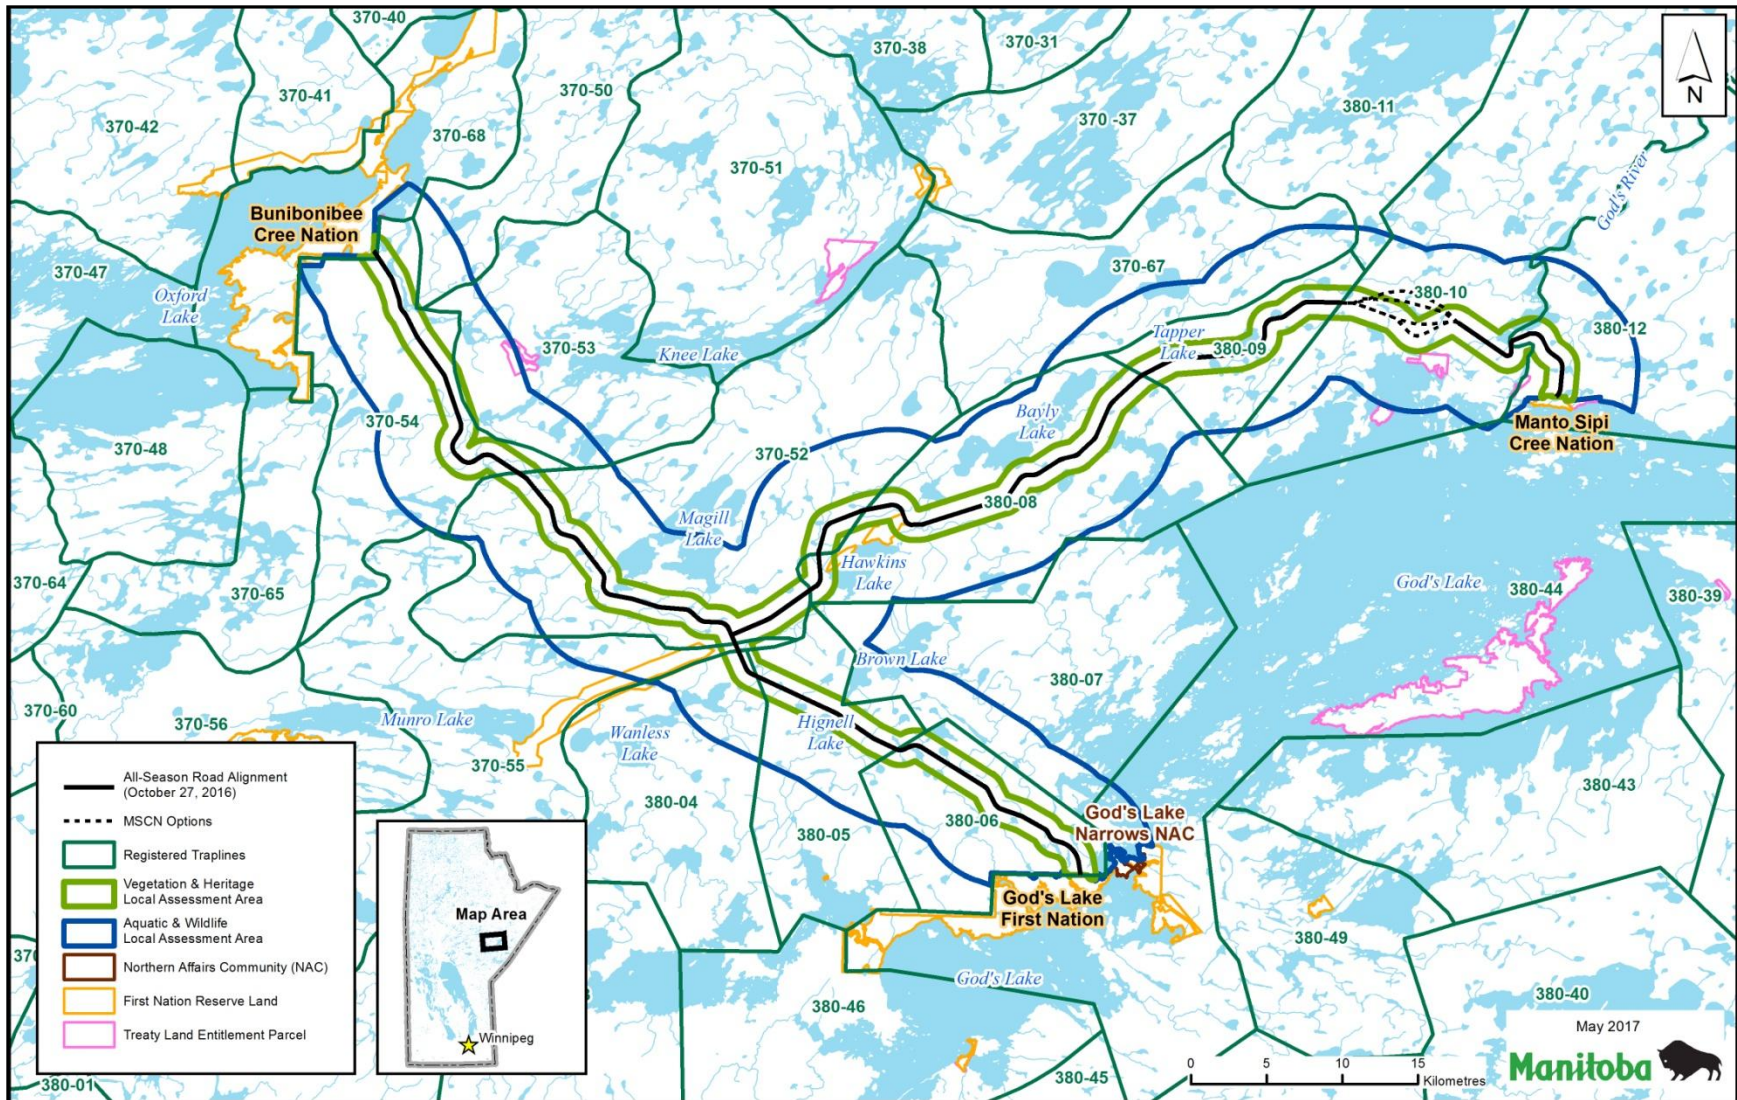 370-40
370-38
370-31
370-41
370-50
380-11
370 -37
370-42
370-68
370-51
God's River
Bunibonibee
Cree Nation
370-47
370-67
Oxford
Lake
380-10
380-12
Tapper
Lake
380-09
370-53
Knee Lake
370-54
Bayly
Lake
Manto Sipi
Cree Nation
370-48
370-52
380-08
Magill
Lake
Hawkins
Lake
370-64
370-65
God's Lake
380-44
380-39
Brown Lake
380-07
370-60
370-56
Munro Lake
Wanless
Lake
Hignell
Lake
370-55
380-04
380-43
380-05
380-06
God's Lake
Narrows NAC
God's Lake
First Nation
380-49
God's Lake
380-46
380-40
380-45
380-01
N
All-Season Road Alignment
(October 27, 2016)
MSCN Options
Registered Traplines
Vegetation & Heritage
Local Assessment Area
Aquatic & Wildlife
Local Assessment Area
Northern Affairs Community (NAC)
First Nation Reserve Land
Treaty Land Entitlement Parcel
Map Area
Winnipeg
0 5 10 15
Kilometres
May 2017
Manitoba